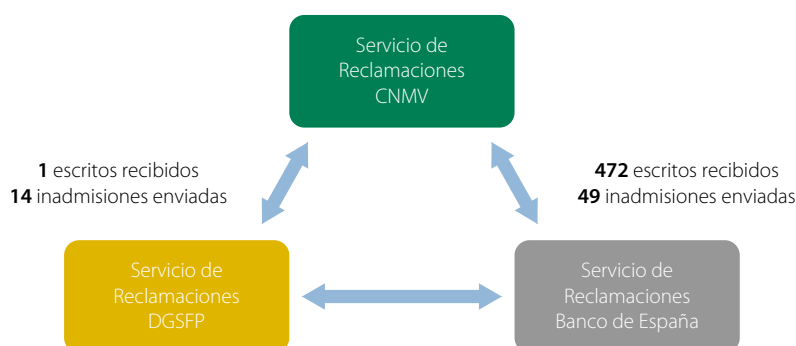 Servicio de
Reclamaciones
CNMV
1 escritos recibidos
14 inadmisiones enviadas
472 escritos recibidos
49 inadmisiones enviadas
Servicio de
Reclamaciones
DGSFP
Servicio de
Reclamaciones
Banco de España